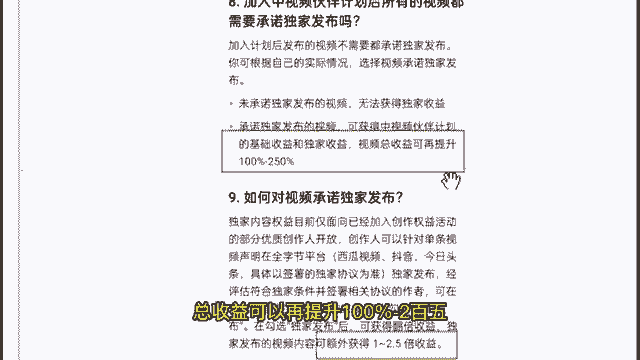 8. 加入中视频伙伴计划后所有的视频都
需要承诺独家发布吗?
加入计划后发布的视频不需要都承诺独家发布。
你可根据自己的实际情况，选择视频承诺独家发
布。
• 未承诺独家发布的视频，无法获得独家收益
• 承诺独家发布的视频，可获得中视频伙伴计划
的基础收益和独家收益，视频总收益可再提升
100%-250%
9. 如何对视频承诺独家发布?
独家内容权益目前仅面向已经加入创作权益活动
的部分优质创作人开放，创作人可以针对单条视
频声明在全字节平台（西瓜视频、抖音、今日头
条，具体以签署的独家协议为准）独家发布，经
评估符合独家条件并签署相关协议的作者，可在
总收益可以再提升100%-2百五
布"。在勾选"独家发布"后，可获得翻倍收益，独
家发布的视频内容可额外获得 1~2.5 倍收益。